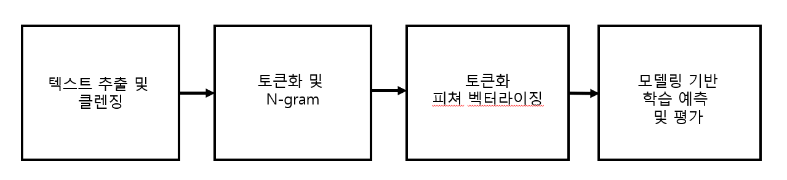 텍스트 추출 및
클렌징
토큰화 및
N-gram
토큰화
피쳐 벡터라이징
모델링 기반
학습 예측
및 평가